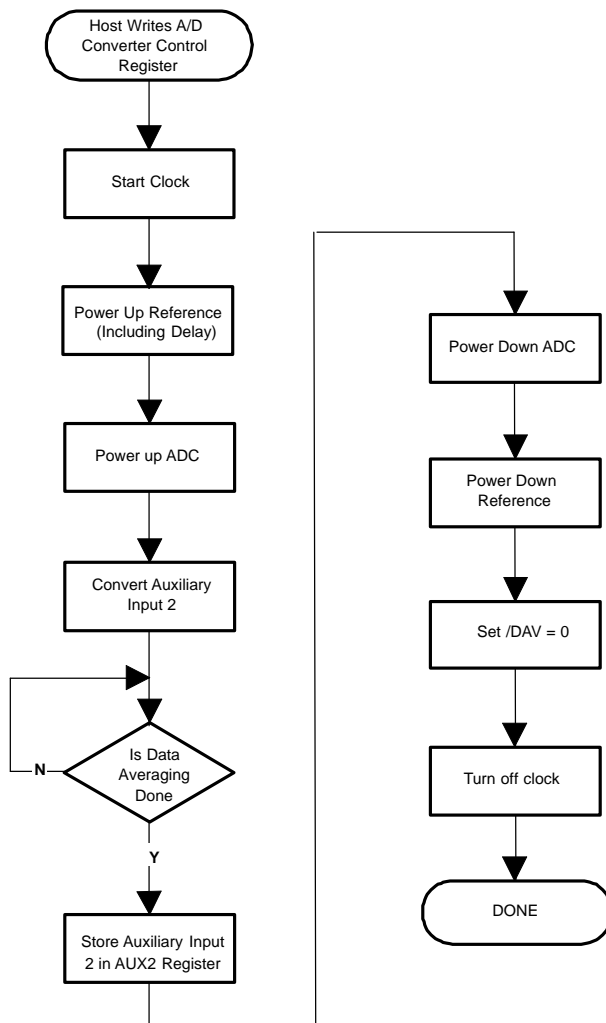 Host Writes A/D
Converter Control
Register
Start Clock
Power Up Reference
(Including Delay)
Power up ADC
Convert Auxiliary
Input 2
Is Data
Averaging
Done
N
Y
Store Auxiliary Input
2 in AUX2 Register
Power Down ADC
Power Down
Reference
Set /DAV = 0
Turn off clock
DONE